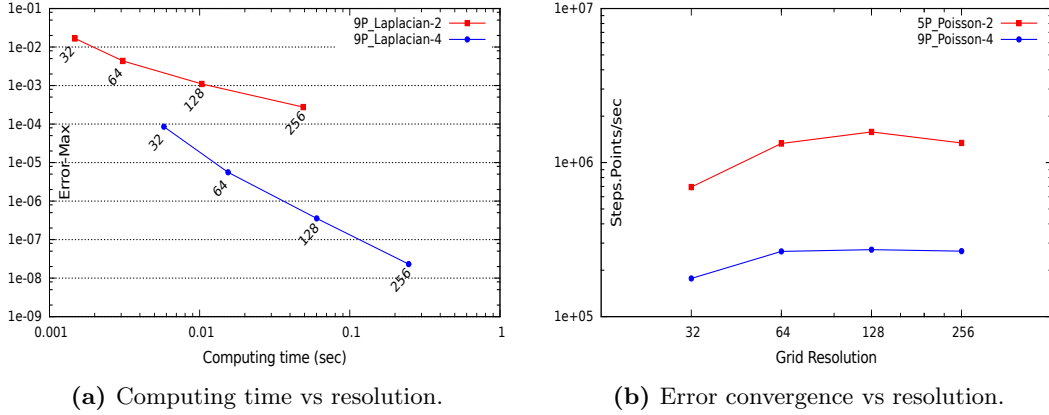 9P_Laplacian-2
9P_Laplacian-4
1e-01
1e-02
1e-03
1e-04
1e-05
1e-06
1e-07
1e-08
1e-09
Error-Max
32
64
128
256
32
64
128
256
0.001
0.01
0.1
1
Computing time (sec)
(a) Computing time vs resolution.
5P_Poisson-2
9P_Poisson-4
1e+07
1e+06
1e+05
Steps.Points/sec
32
64
128
256
Grid Resolution
(b) Error convergence vs resolution.